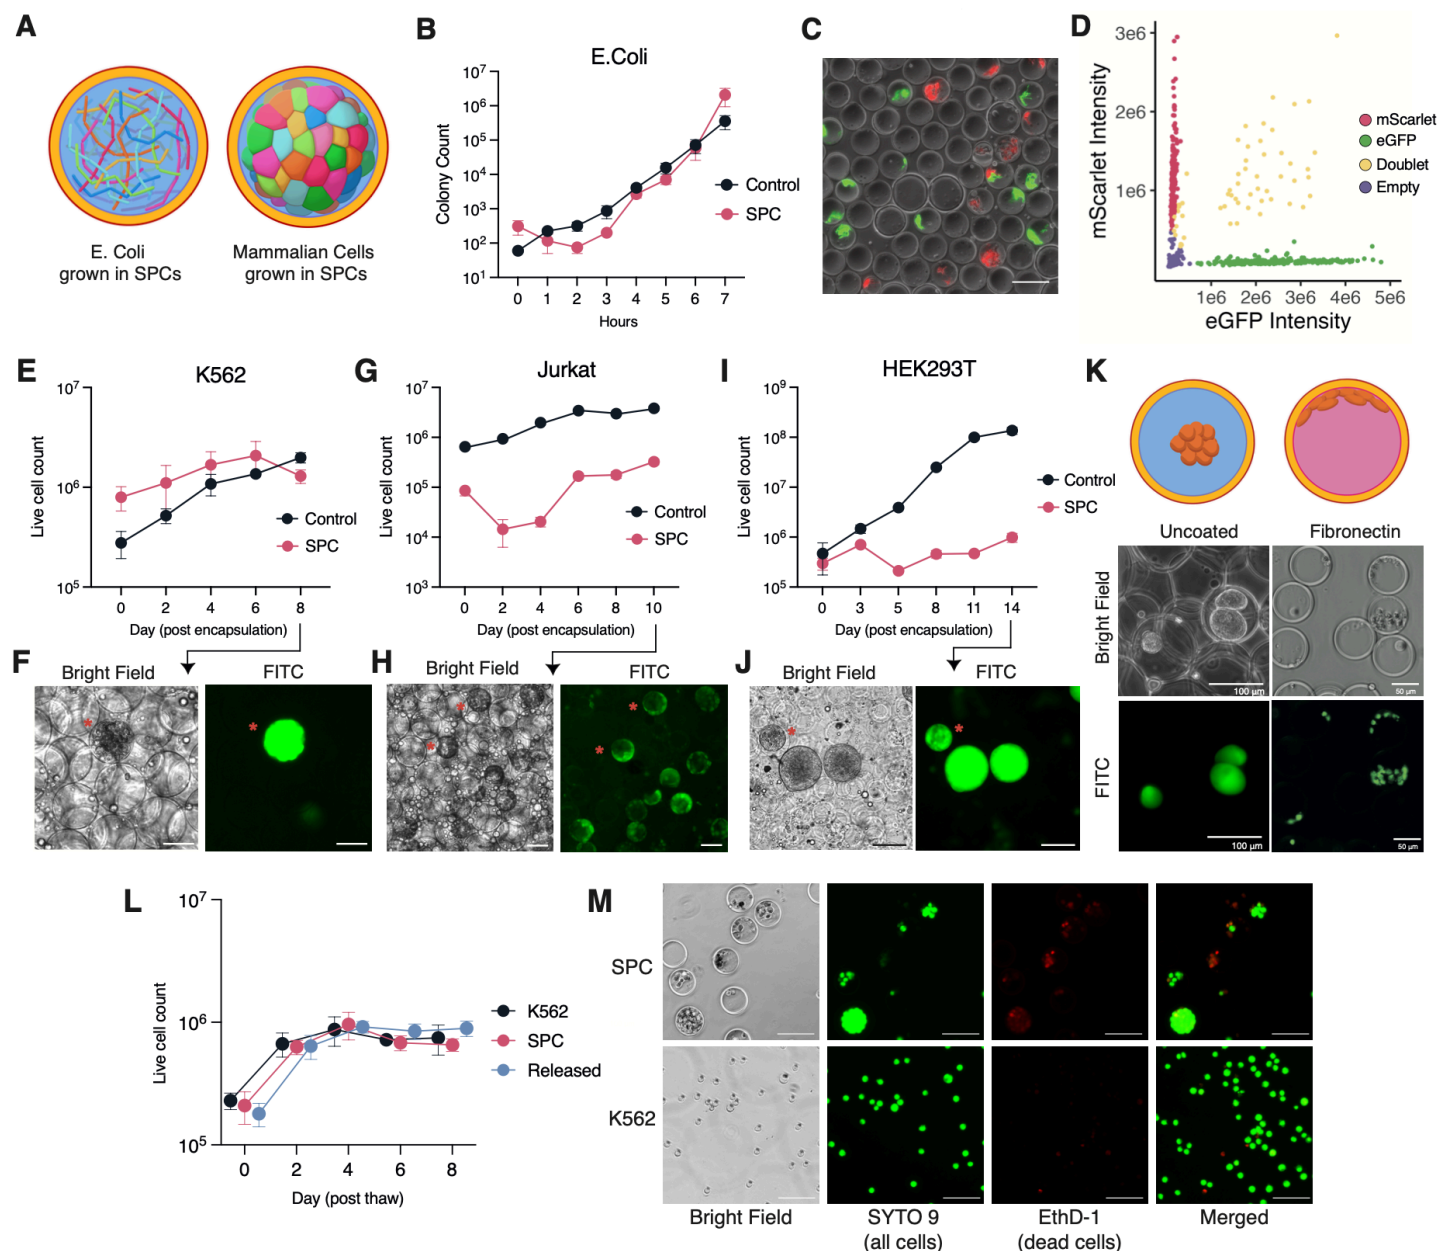 A
E. Coli
grown in SPCs
Mammalian Cells
grown in SPCs
B
E.Coli
Colony Count
10⁷
10⁶
10⁵
10⁴
10³
10²
10¹
0 1 2 3 4 5 6 7
Hours
Control
SPC
C
D
mScarlet Intensity
3e6
2e6
1e6
1e6 2e6 3e6 4e6 5e6
eGFP Intensity
mScarlet
eGFP
Doublet
Empty
E
K562
Live cell count
10⁷
10⁶
10⁵
0 2 4 6 8
Day (post encapsulation)
Control
SPC
F
Bright Field
FITC
*
*
G
Jurkat
Live cell count
10⁷
10⁶
10⁵
10⁴
10³
0 2 4 6 8 10
Day (post encapsulation)
Control
SPC
H
Bright Field
FITC
*
*
*
*
I
HEK293T
Live cell count
10⁹
10⁸
10⁷
10⁶
10⁵
0 3 5 8 11 14
Day (post encapsulation)
Control
SPC
J
Bright Field
FITC
*
*
K
Uncoated
Fibronectin
Bright Field
100 µm
50 µm
FITC
100 µm
50 µm
L
Live cell count
10⁷
10⁶
10⁵
0 2 4 6 8
Day (post thaw)
K562
SPC
Released
M
SPC
K562
Bright Field
SYTO 9
(all cells)
EthD-1
(dead cells)
Merged